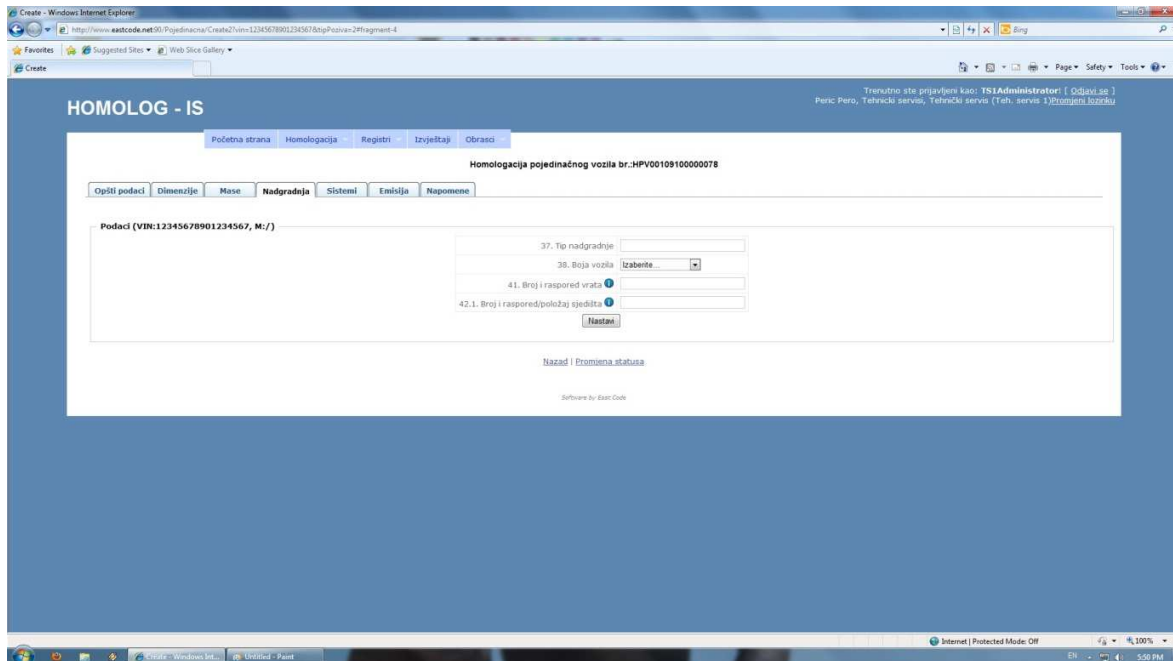 Create - Windows Internet Explorer
http://www.eastcode.net:90/Pojedinacna/Create2?vin=12345678901234567&tipPoziva=2#fragment-4
Bing
Favorites Suggested Sites Web Slice Gallery
Create
Page Safety Tools
HOMOLOG - IS
Trenutno ste prijavljeni kao: TS1Administrator! [ Odjavi se ]
Peric Pero, Tehnicki servisi, Tehnički servis (Teh. servis 1)Promjeni lozinku
Početna strana Homologacija Registri Izvještaji Obrasci
Homologacija pojedinačnog vozila br.:HPV00109100000078
Opšti podaci Dimenzije Mase Nadgradnja Sistemi Emisija Napomene
Podaci (VIN:12345678901234567, M:/)
37. Tip nadgradnje
38. Boja vozila Izaberite...
41. Broj i raspored vrata
42.1. Broj i raspored/položaj sjedišta
Nastavi
Nazad | Promjena statusa
Software by East Code
Internet | Protected Mode: Off 100%
Create - Windows Int... Untitled - Paint EN 5:50 PM